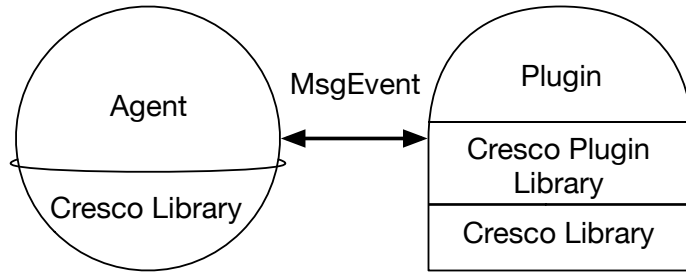 Agent
Cresco Library
MsgEvent
Plugin
Cresco Plugin
Library
Cresco Library